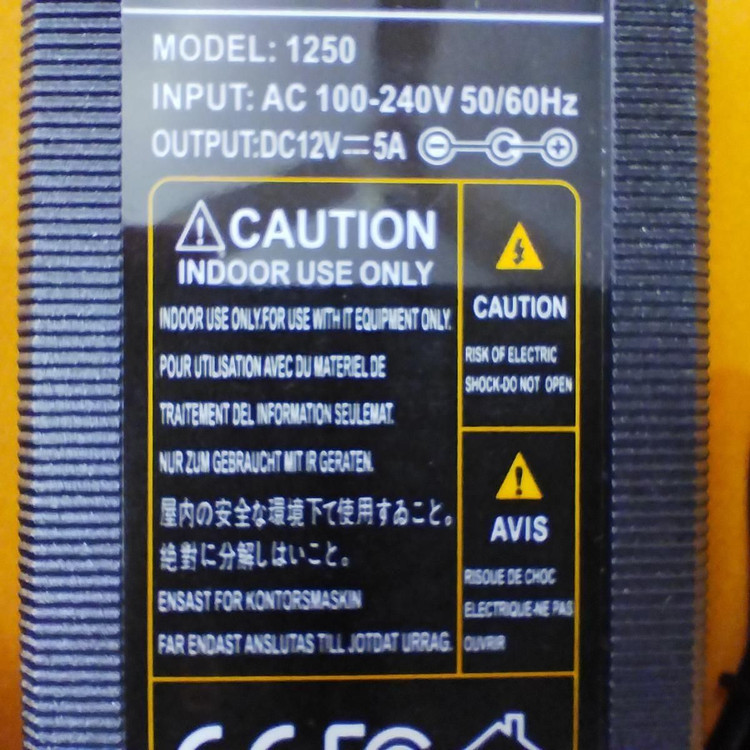 MODEL: 1250
INPUT: AC 100-240V 50/60Hz
OUTPUT:DC12V⎓5A
CAUTION
INDOOR USE ONLY
INDOOR USE ONLY.FOR USE WITH IT EQUIPMENT ONLY.
POUR UTILISATION AVEC DU MATERIEL DE
TRAITEMENT DEL INFORMATION SEULEMAT.
NUR ZUM GEBRAUCHT MIT IR GERATEN.
屋内の安全な環境下て使用すゐこと。
絶對に分解しはいこと。
ENSAST FOR KONTORSMASKIN
FAR ENDAST ANSLUTAS TILL JOTDAT URRAG.
CAUTION
RISK OF ELECTRIC
SHOCK-DO NOT OPEN
AVIS
RISOUE DE CHOC
ELECTRIQUE-NE PAS
OUVRIR